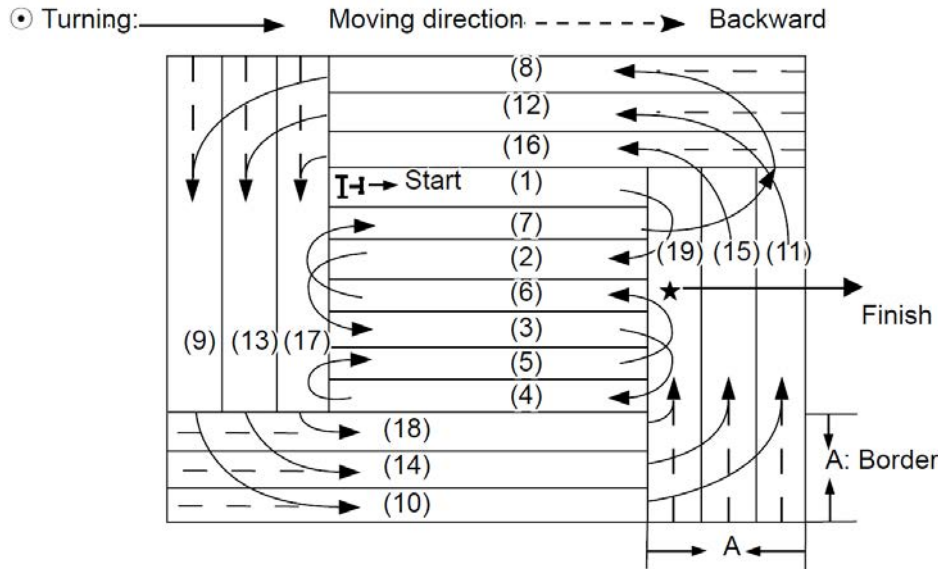 Turning: Moving direction Backward
(8)
(12)
(16)
Start (1)
(7)
(2) (19) (15) (11)
(6)
Finish
(9) (13) (17) (3)
(5)
(4)
(18)
(14) A: Border
(10)
A